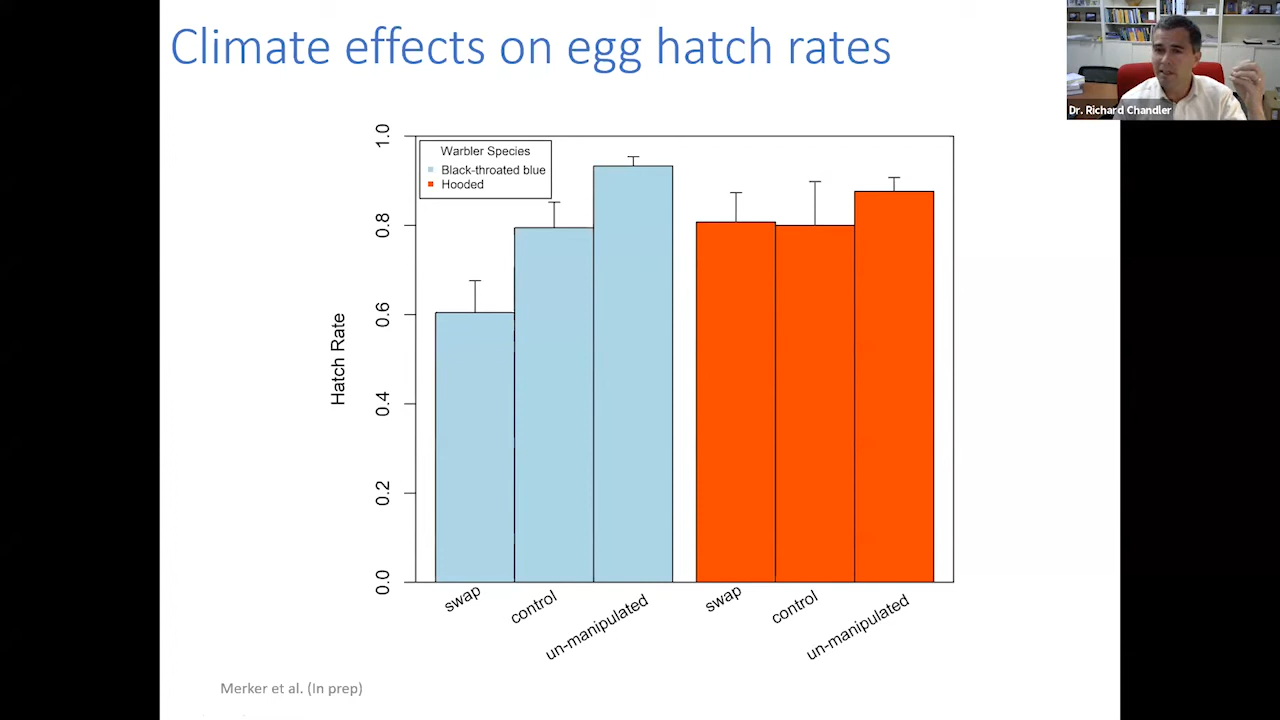 Climate effects on egg hatch rates
Dr. Richard Chandler
Warbler Species
Black-throated blue
Hooded
Hatch Rate
1.0
0.8
0.6
0.4
0.2
0.0
swap
control
un-manipulated
swap
control
un-manipulated
Merker et al. (In prep)